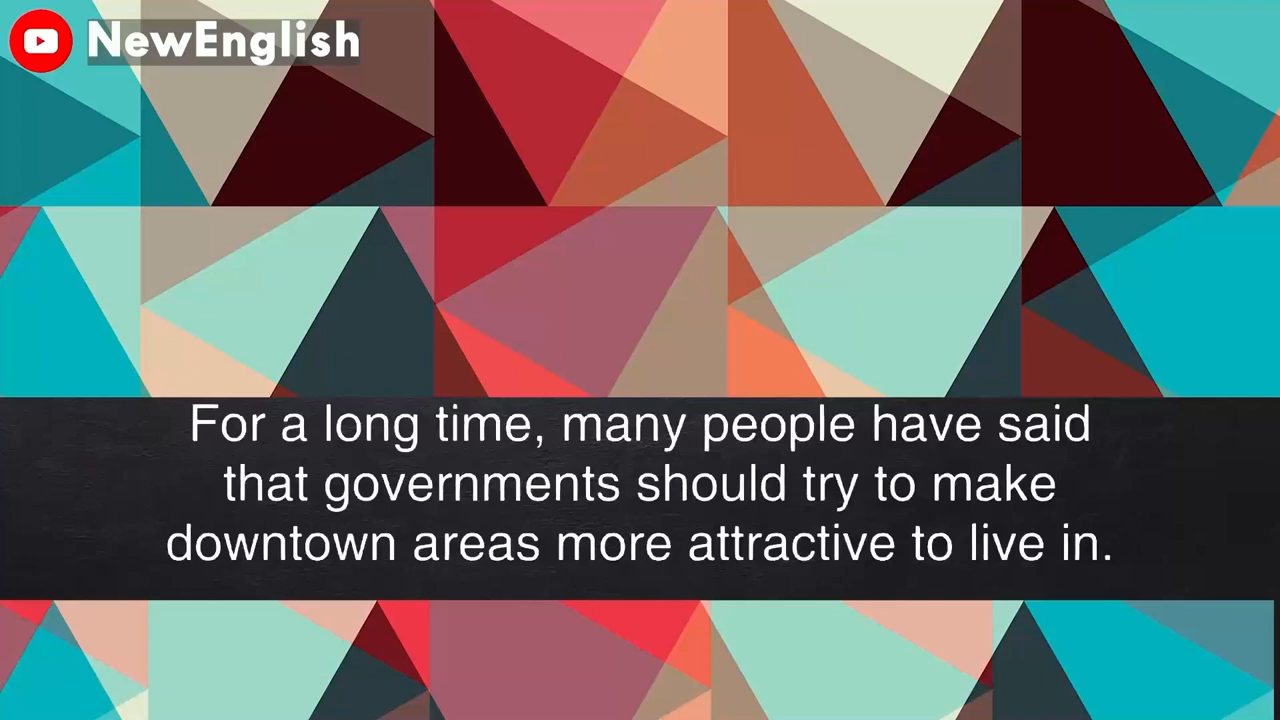 NewEnglish
For a long time, many people have said
that governments should try to make
downtown areas more attractive to live in.